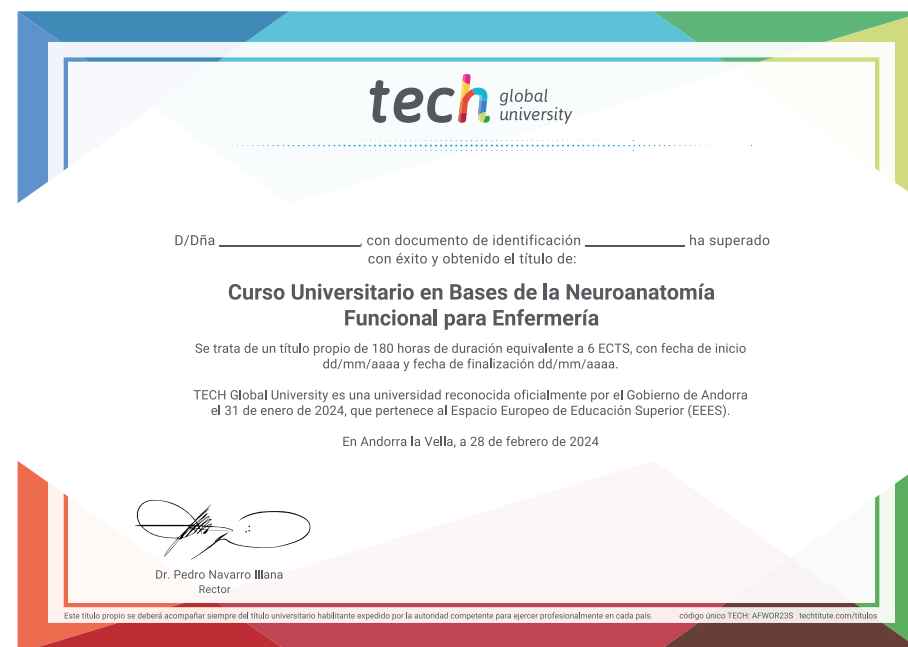 tech global university
D/Dña ____________________, con documento de identificación ______________ ha superado
con éxito y obtenido el título de:
Curso Universitario en Bases de la Neuroanatomía
Funcional para Enfermería
Se trata de un título propio de 180 horas de duración equivalente a 6 ECTS, con fecha de inicio
dd/mm/aaaa y fecha de finalización dd/mm/aaaa.
TECH Global University es una universidad reconocida oficialmente por el Gobierno de Andorra
el 31 de enero de 2024, que pertenece al Espacio Europeo de Educación Superior (EEES).
En Andorra la Vella, a 28 de febrero de 2024
Dr. Pedro Navarro Illana
Rector
Este título propio se deberá acompañar siempre del título universitario habilitante expedido por la autoridad competente para ejercer profesionalmente en cada país. código único TECH: AFWOR23S techtitute.com/títulos